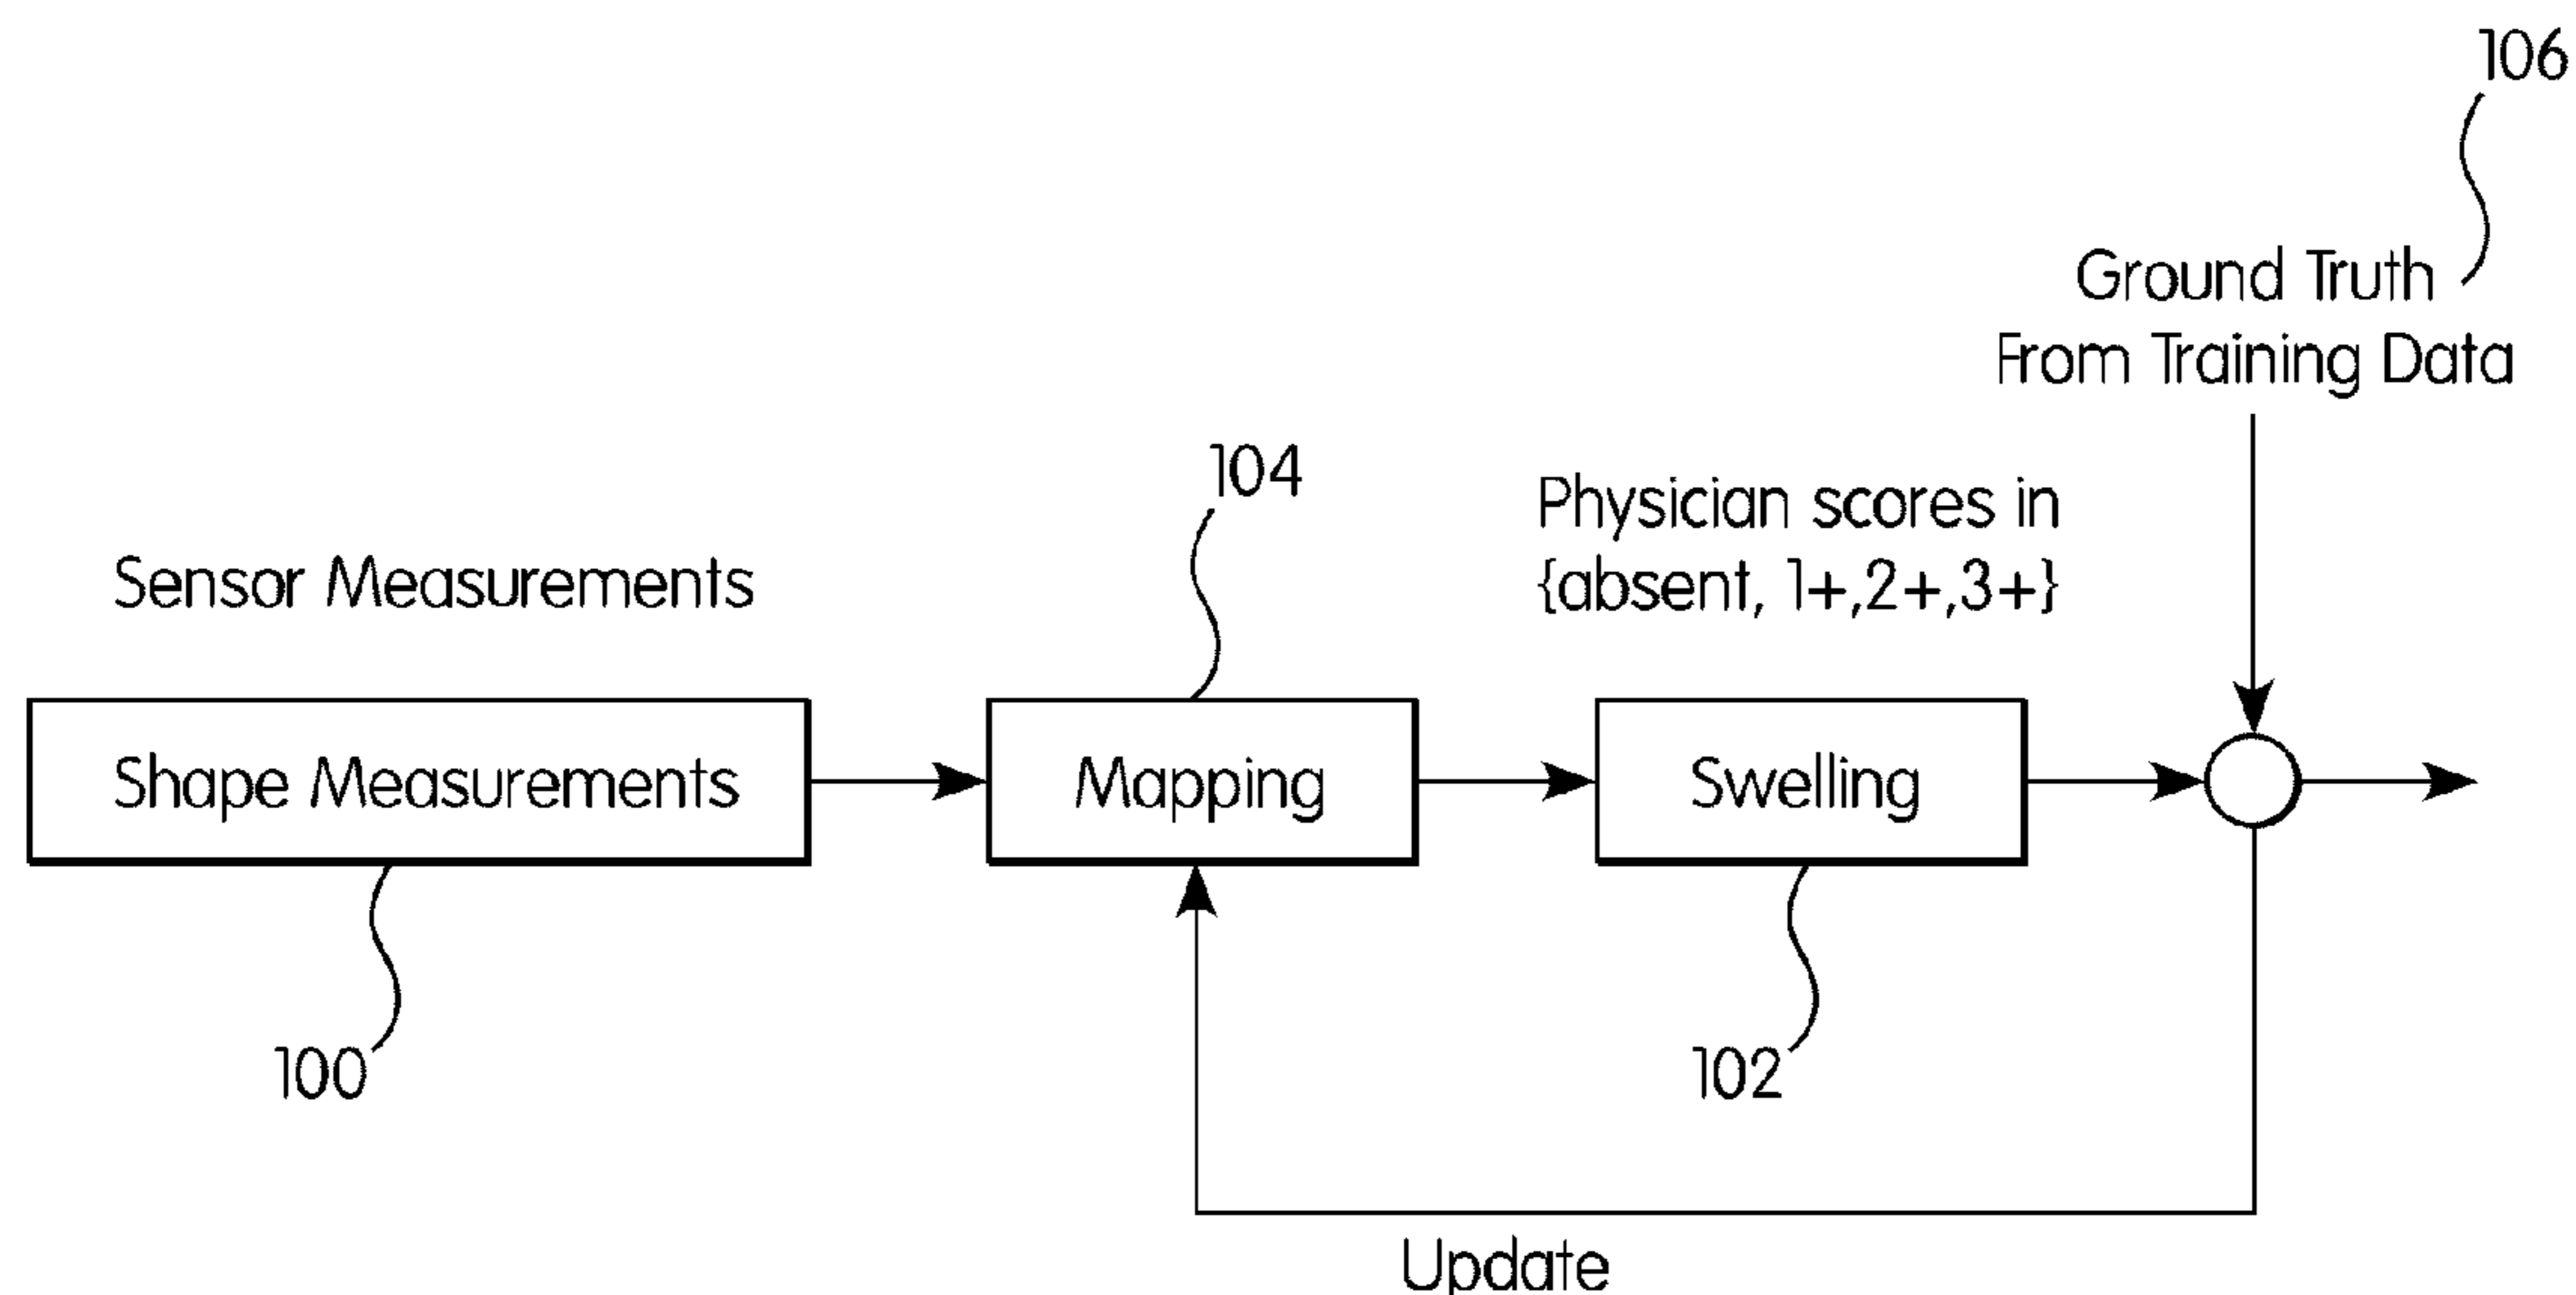 106
Ground Truth
From Training Data
104
Physician scores in
{absent, 1+,2+,3+}
Sensor Measurements
Shape Measurements
Mapping
Swelling
100
102
Update